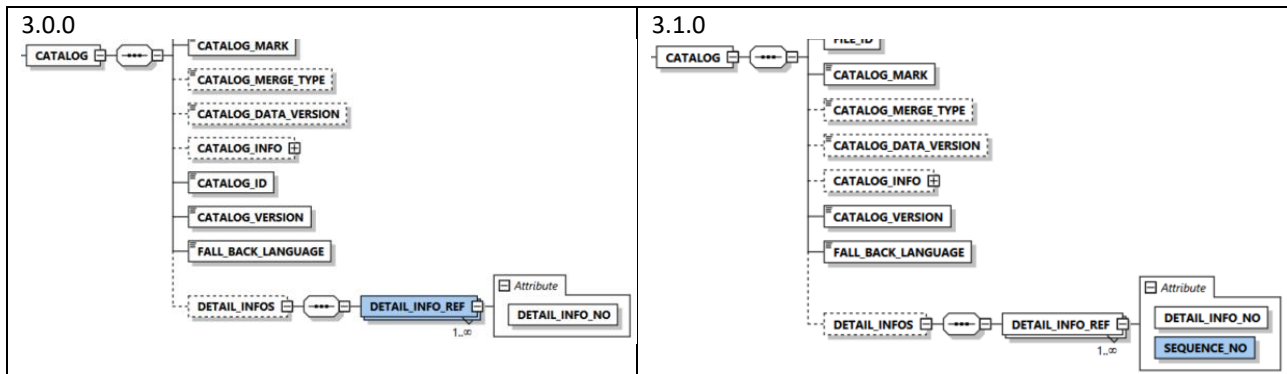 3.0.0
CATALOG
CATALOG_MARK
CATALOG_MERGE_TYPE
CATALOG_DATA_VERSION
CATALOG_INFO
CATALOG_ID
CATALOG_VERSION
FALL_BACK_LANGUAGE
DETAIL_INFOS
DETAIL_INFO_REF
1..∞
Attribute
DETAIL_INFO_NO
3.1.0
CATALOG
FILE_ID
CATALOG_MARK
CATALOG_MERGE_TYPE
CATALOG_DATA_VERSION
CATALOG_INFO
CATALOG_VERSION
FALL_BACK_LANGUAGE
DETAIL_INFOS
DETAIL_INFO_REF
1..∞
Attribute
DETAIL_INFO_NO
SEQUENCE_NO